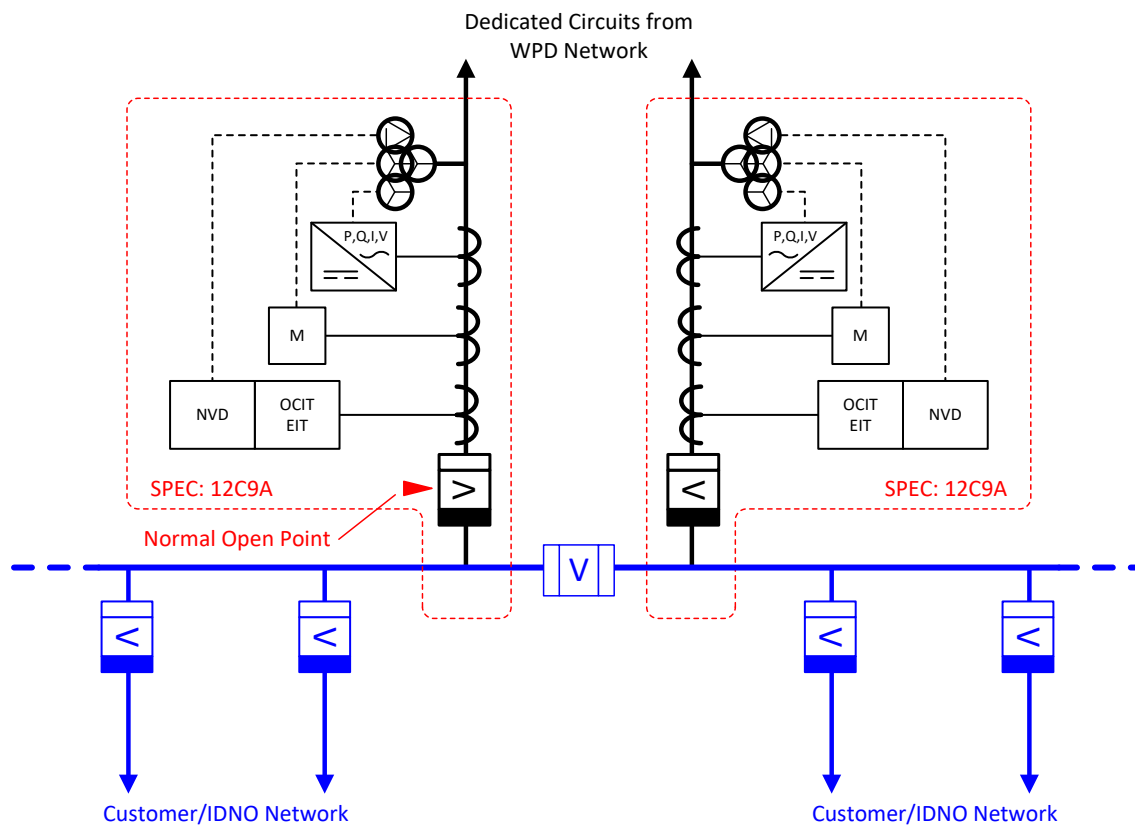 Dedicated Circuits from
WPD Network
P,Q,I,V
P,Q,I,V
M
M
NVD
OCIT
EIT
OCIT
EIT
NVD
SPEC: 12C9A
SPEC: 12C9A
V
V
Normal Open Point
V
V
V
V
V
Customer/IDNO Network
Customer/IDNO Network